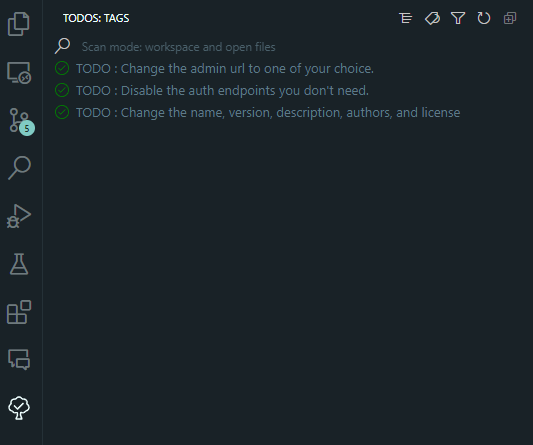 TODOS: TAGS
Scan mode: workspace and open files
TODO : Change the admin url to one of your choice.
TODO : Disable the auth endpoints you don't need.
TODO : Change the name, version, description, authors, and license
5